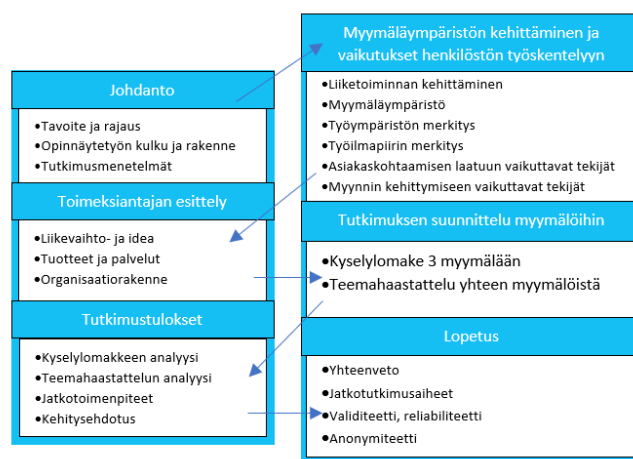 Johdanto
•Tavoite ja rajaus
•Opinnäytetyön kulku ja rakenne
•Tutkimusmenetelmät
Myymäläympäristön kehittäminen ja
vaikutukset henkilöstön työskentelyyn
•Liiketoiminnan kehittäminen
•Myymäläympäristö
•Työympäristön merkitys
•Työilmapiirin merkitys
•Asiakaskohtaamisen laatuun vaikuttavat tekijät
•Myynnin kehittymiseen vaikuttavat tekijät
Toimeksiantajan esittely
•Liikevaihto- ja idea
•Tuotteet ja palvelut
•Organisaatiorakenne
Tutkimuksen suunnittelu myymälöihin
•Kyselylomake 3 myymälään
•Teemahaastattelu yhteen myymälöistä
Tutkimustulokset
•Kyselylomakkeen analyysi
•Teemahaastattelun analyysi
•Jatkotoimenpiteet
•Kehitysehdotus
Lopetus
•Yhteenveto
•Jatkotutkimusaiheet
•Validiteetti, reliabiliteetti
•Anonymiteetti